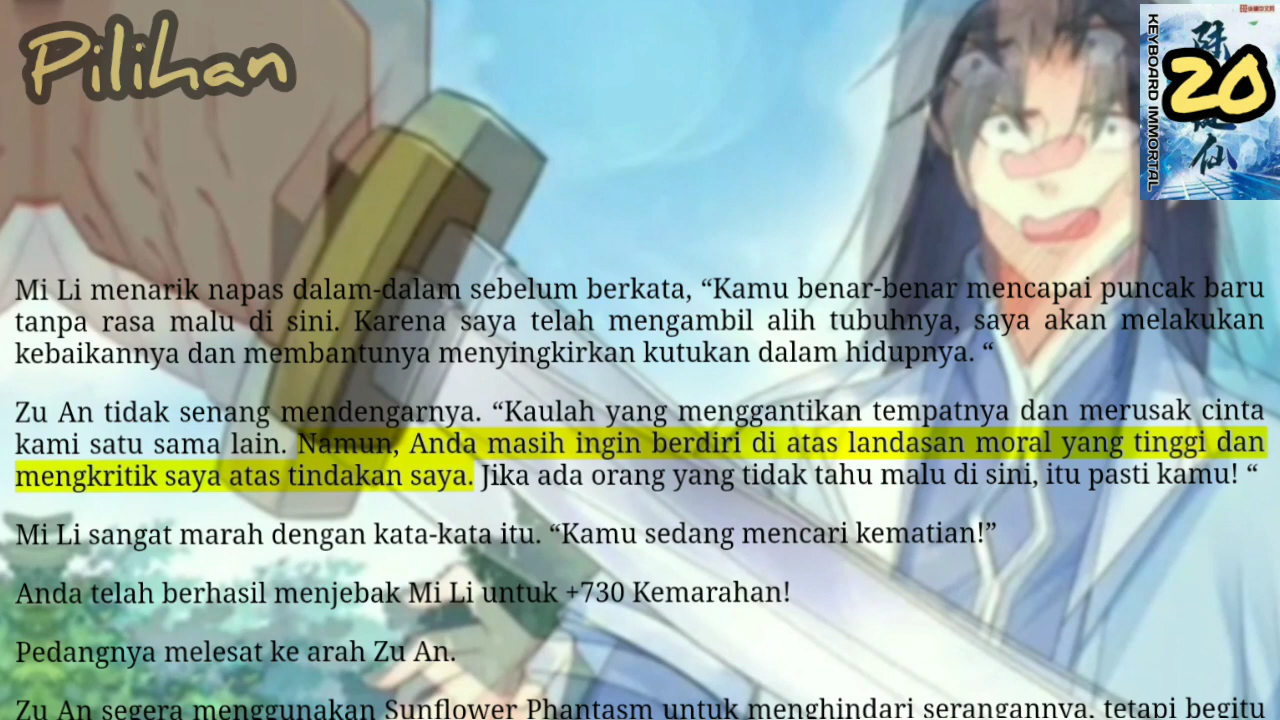 Pilihan
20
KEYBOARD IMMORTAL
仙
Mi Li menarik napas dalam-dalam sebelum berkata, “Kamu benar-benar mencapai puncak baru
tanpa rasa malu di sini. Karena saya telah mengambil alih tubuhnya, saya akan melakukan
kebaikannya dan membantunya menyingkirkan kutukan dalam hidupnya. “
Zu An tidak senang mendengarnya. “Kaulah yang menggantikan tempatnya dan merusak cinta
kami satu sama lain. Namun, Anda masih ingin berdiri di atas landasan moral yang tinggi dan
mengkritik saya atas tindakan saya. Jika ada orang yang tidak tahu malu di sini, itu pasti kamu! “
Mi Li sangat marah dengan kata-kata itu. “Kamu sedang mencari kematian!”
Anda telah berhasil menjebak Mi Li untuk +730 Kemarahan!
Pedangnya melesat ke arah Zu An.
Zu An segera menggunakan Sunflower Phantasm untuk menghindari serangannya, tetapi begitu